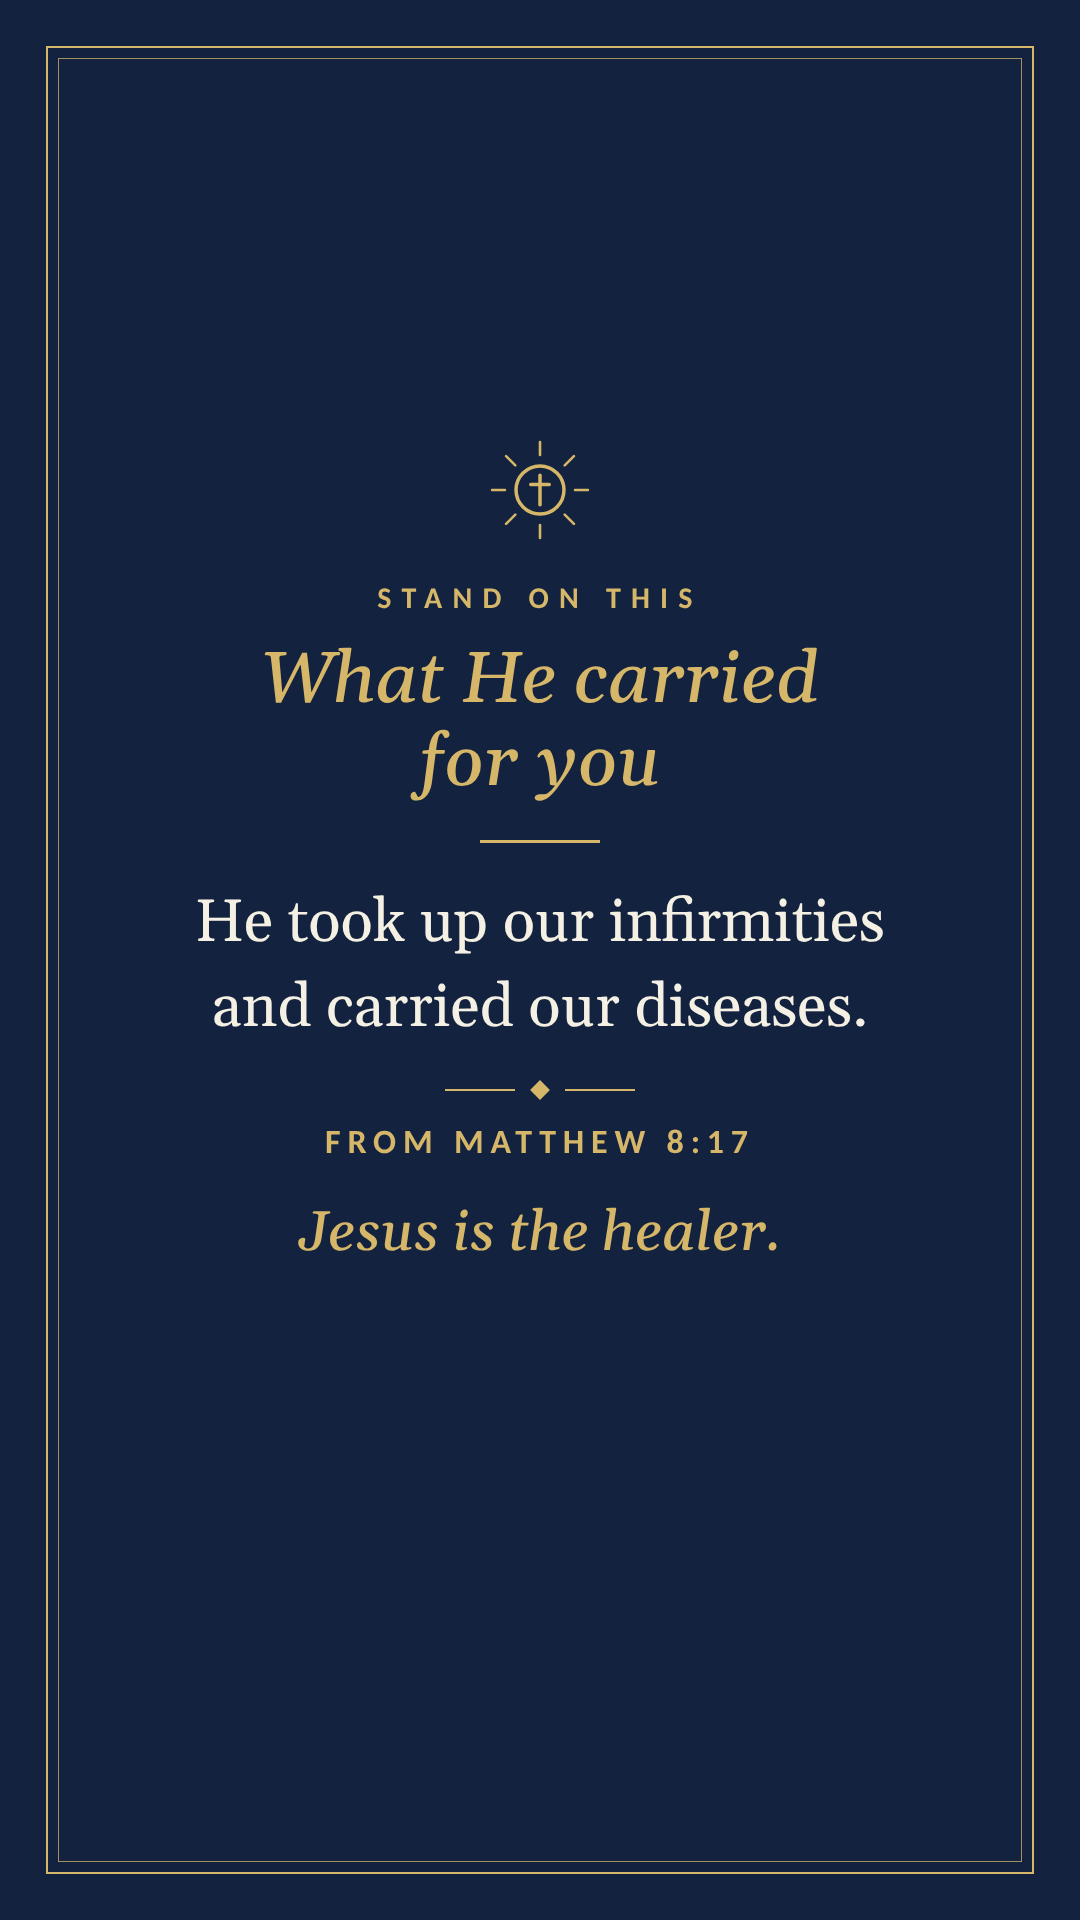 STAND ON THIS
What He carried
for you
He took up our infirmities
and carried our diseases.
FROM MATTHEW 8:17
Jesus is the healer.